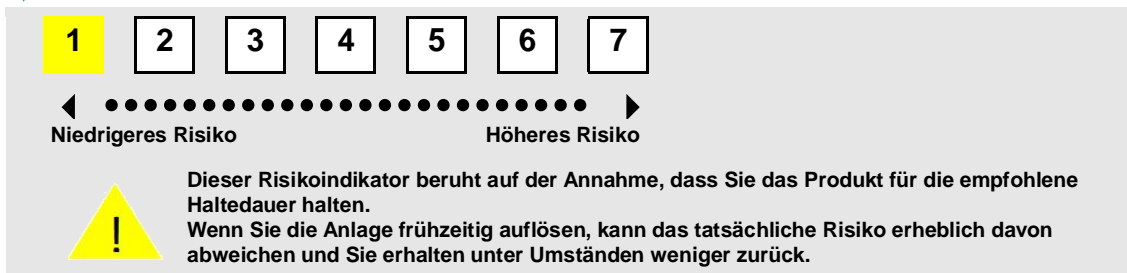 1 2 3 4 5 6 7
Niedrigeres Risiko Höheres Risiko
Dieser Risikoindikator beruht auf der Annahme, dass Sie das Produkt für die empfohlene
Haltedauer halten.
!
Wenn Sie die Anlage frühzeitig auflösen, kann das tatsächliche Risiko erheblich davon
abweichen und Sie erhalten unter Umständen weniger zurück.